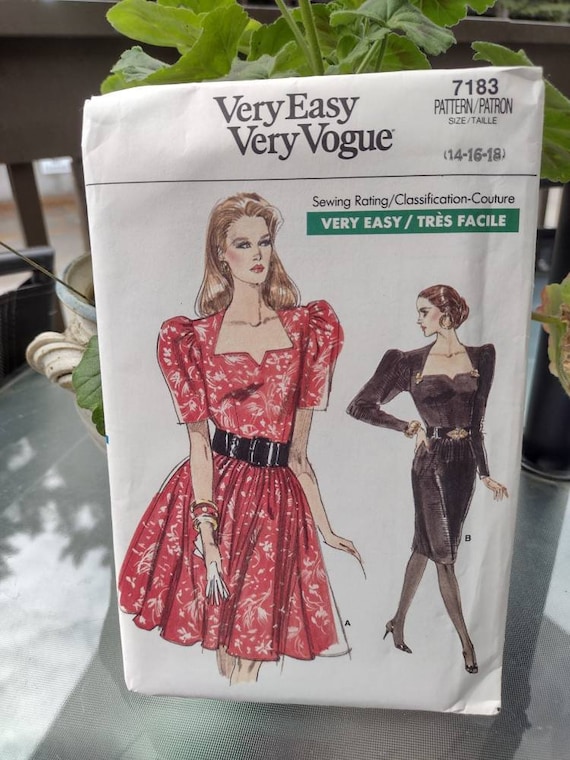 Very Easy
Very Vogue
7183
PATTERN/PATRON
SIZE/TAILLE
(14-16-18)
Sewing Rating/Classification-Couture
VERY EASY / TRÈS FACILE
A
B